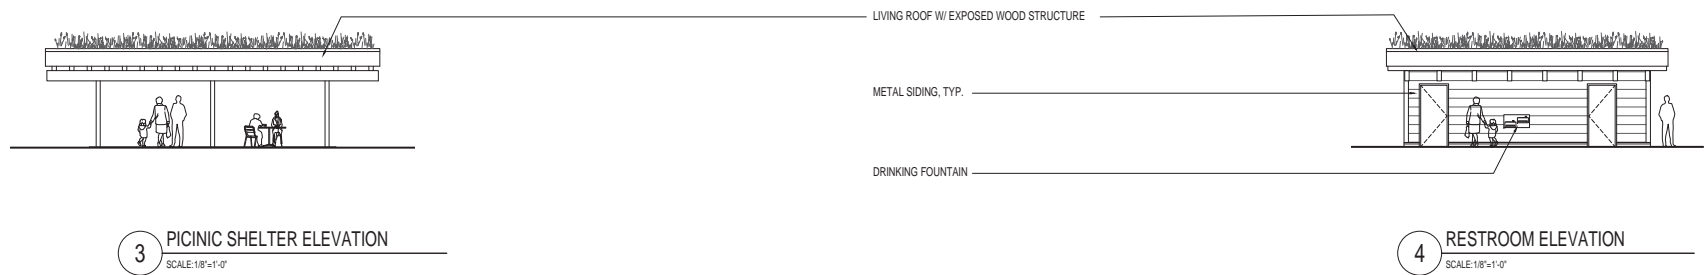 LIVING ROOF W/ EXPOSED WOOD STRUCTURE
METAL SIDING, TYP.
DRINKING FOUNTAIN
3 PICINIC SHELTER ELEVATION
SCALE:1/8"=1'-0"
4 RESTROOM ELEVATION
SCALE:1/8"=1'-0"